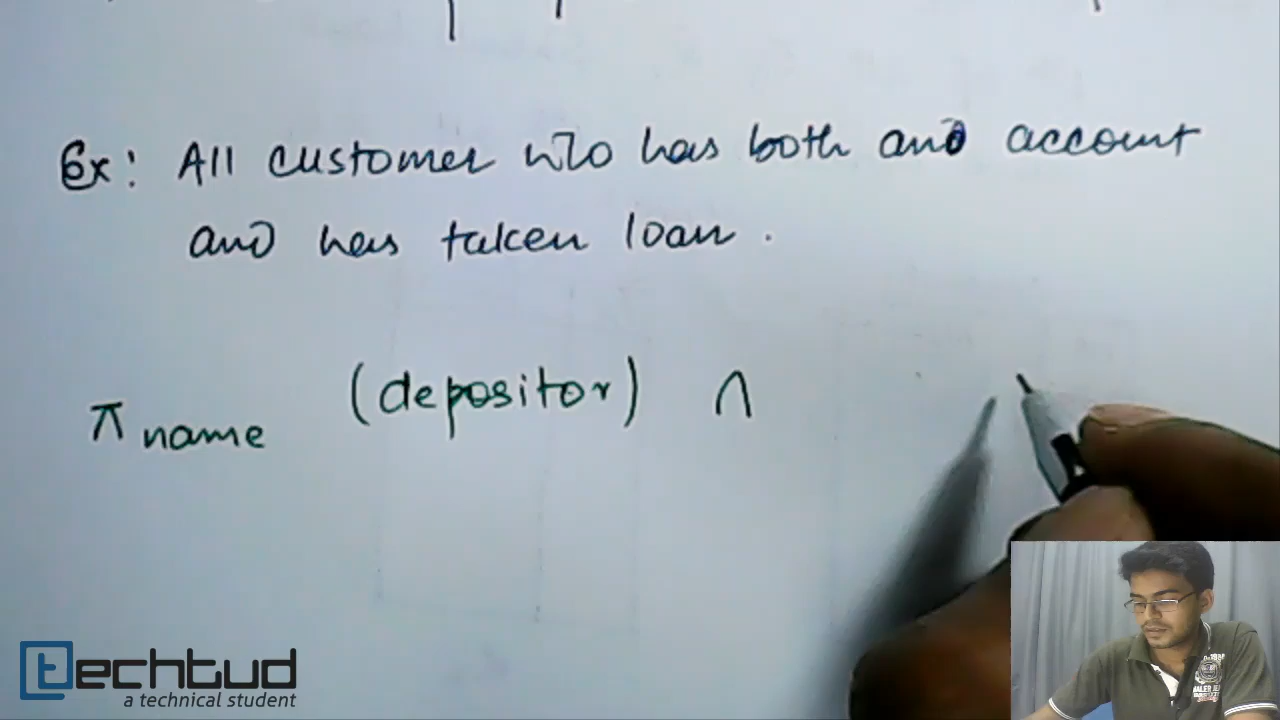 Ex: All customer who has both and account
and has taken loan.
π name (depositor) ∩
techtud
a technical student